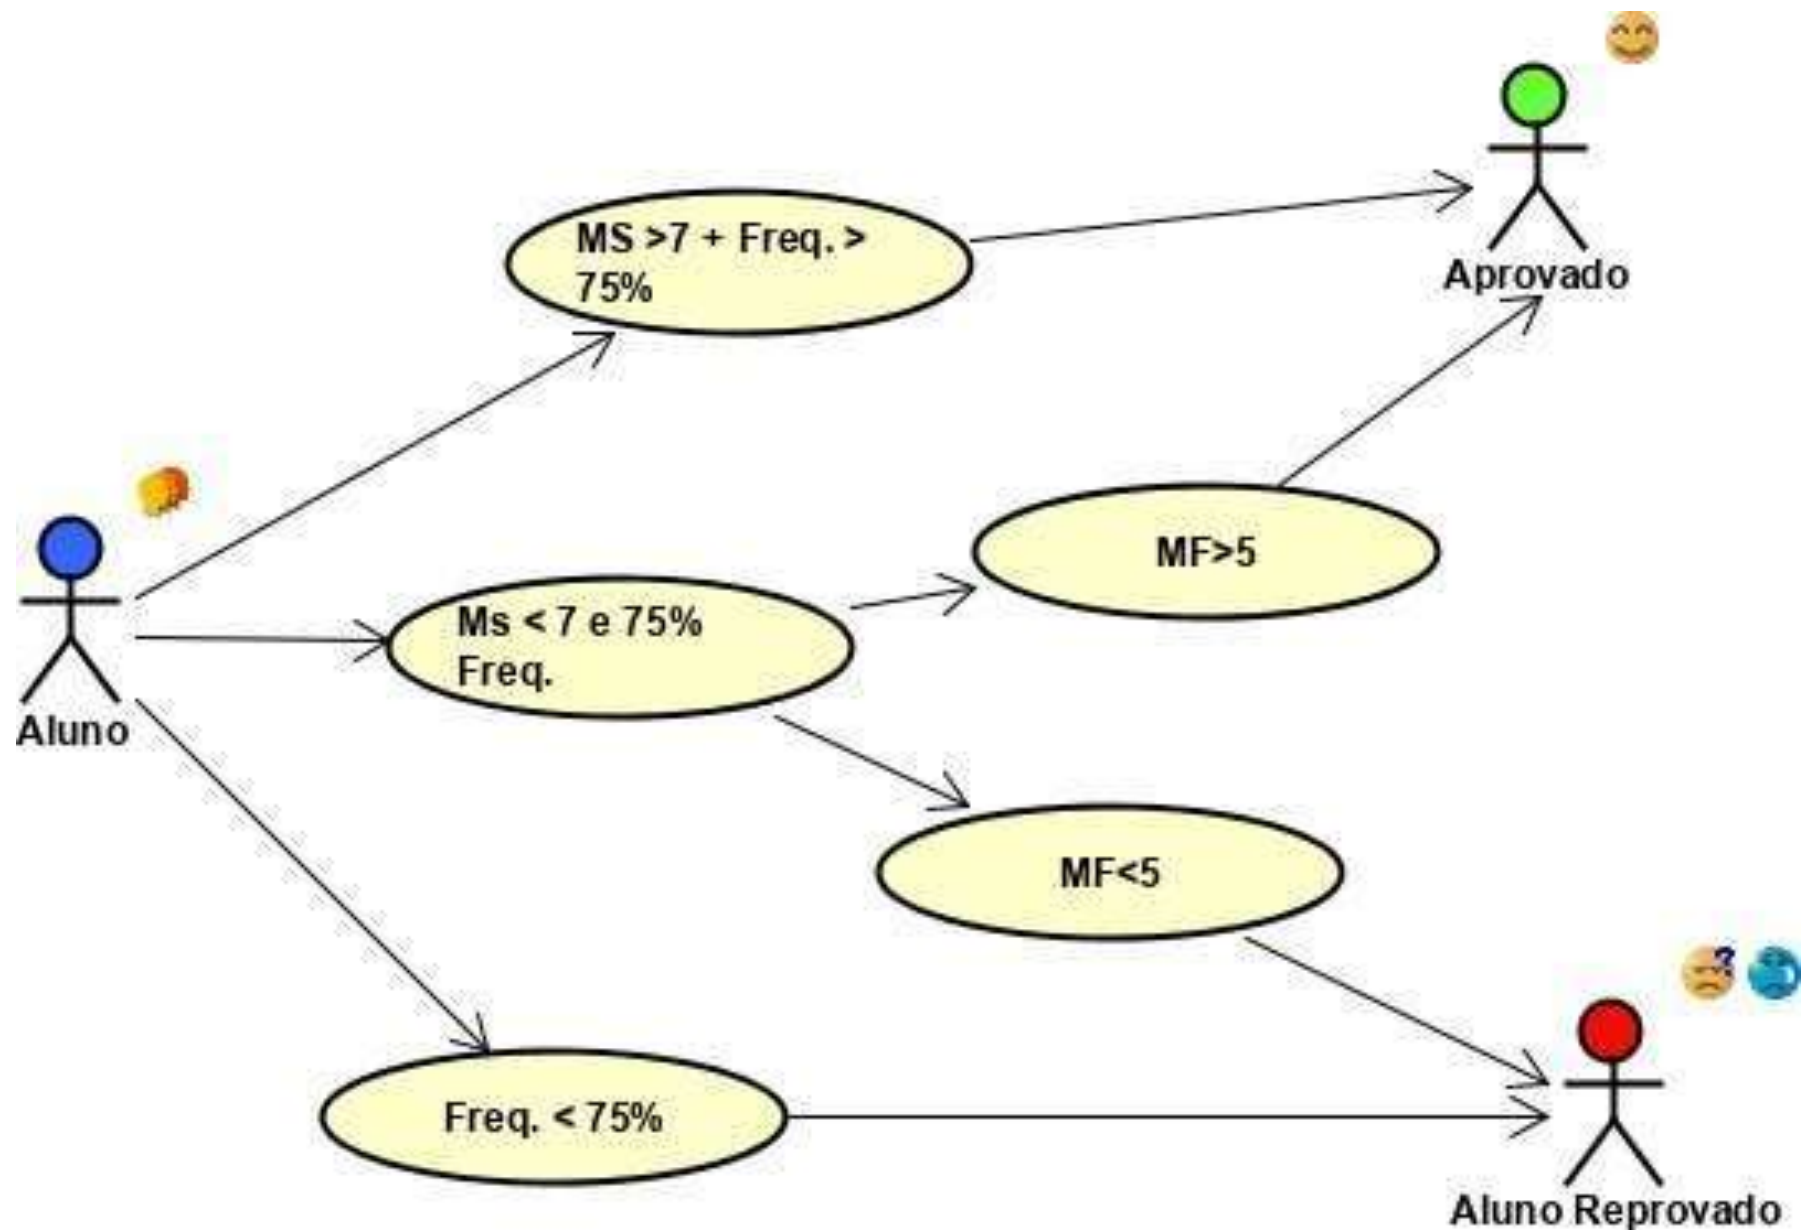 MS >7 + Freq. >
75%
Aprovado
MF>5
Ms < 7 e 75%
Freq.
Aluno
MF<5
Freq. < 75%
Aluno Reprovado